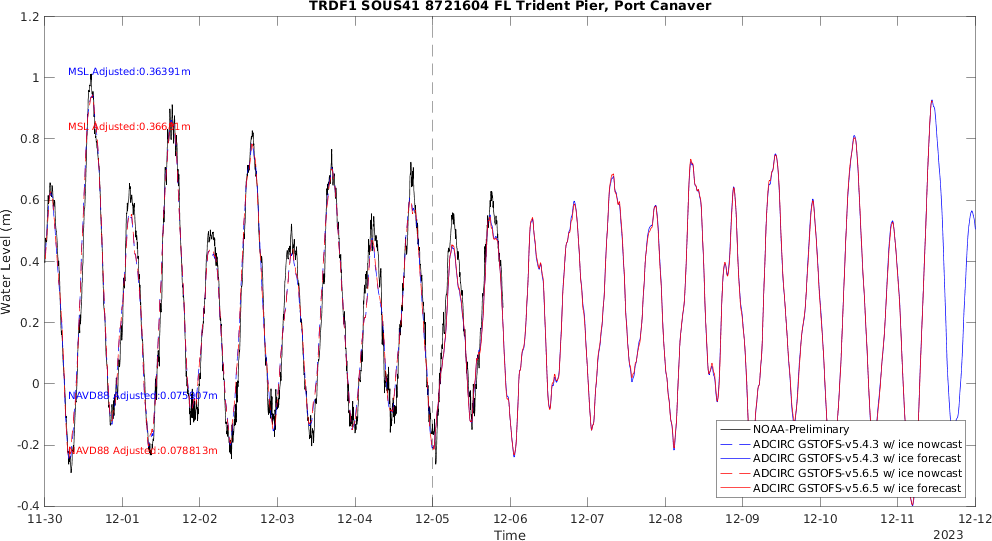 TRDF1 SOUS41 8721604 FL Trident Pier, Port Canaver
1.2
1
0.8
0.6
0.4
0.2
0
-0.2
-0.4
Water Level (m)
MSL Adjusted:0.36391m
MSL Adjusted:
NAVD88
NAVD88 Adjusted:0.078813m
NOAA-Preliminary
ADCIRC GSTOFS-v5.4.3 w/ ice nowcast
ADCIRC GSTOFS-v5.4.3 w/ ice forecast
ADCIRC GSTOFS-v5.6.5 w/ ice nowcast
ADCIRC GSTOFS-v5.6.5 w/ ice forecast
11-30 12-01 12-02 12-03 12-04 12-05 12-06 12-07 12-08 12-09 12-10 12-11 12-12
Time
2023